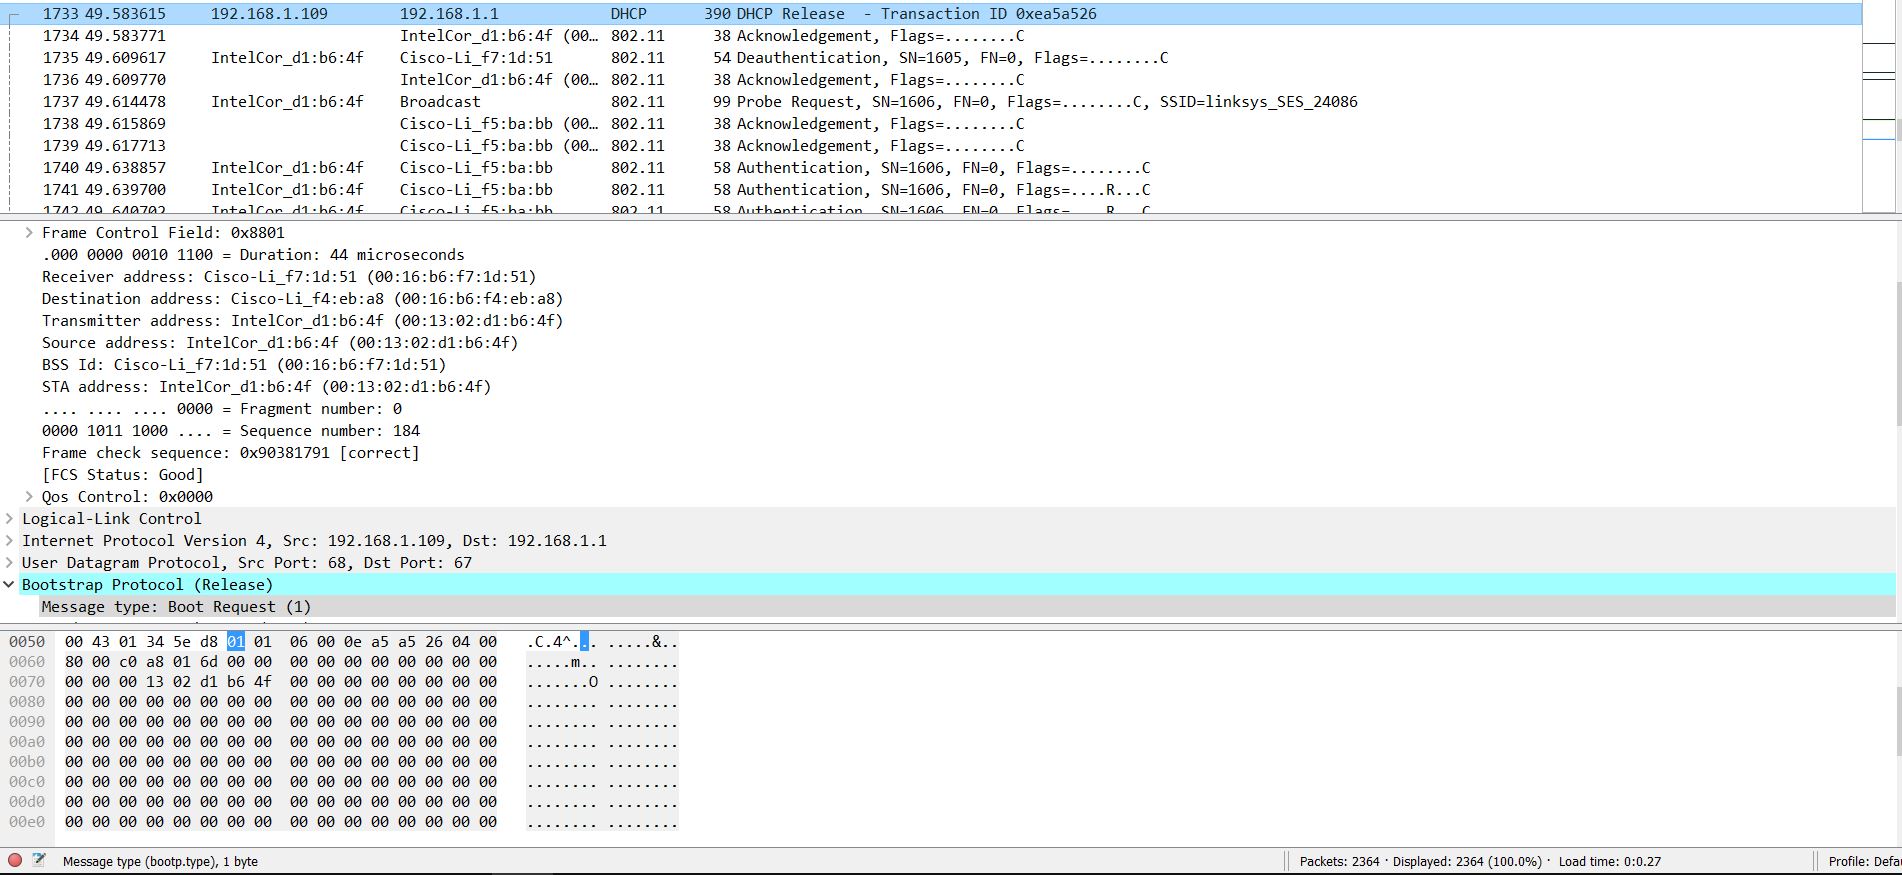 1733 49.583615 192.168.1.109 192.168.1.1 DHCP 390 DHCP Release  - Transaction ID 0xea5a526
1734 49.583771 IntelCor_d1:b6:4f (00… 802.11 38 Acknowledgement, Flags=........C
1735 49.609617 IntelCor_d1:b6:4f Cisco-Li_f7:1d:51 802.11 54 Deauthentication, SN=1605, FN=0, Flags=........C
1736 49.609770 IntelCor_d1:b6:4f (00… 802.11 38 Acknowledgement, Flags=........C
1737 49.614478 IntelCor_d1:b6:4f Broadcast 802.11 99 Probe Request, SN=1606, FN=0, Flags=........C, SSID=linksys_SES_24086
1738 49.615869 Cisco-Li_f5:ba:bb (00… 802.11 38 Acknowledgement, Flags=........C
1739 49.617713 Cisco-Li_f5:ba:bb (00… 802.11 38 Acknowledgement, Flags=........C
1740 49.638857 IntelCor_d1:b6:4f Cisco-Li_f5:ba:bb 802.11 58 Authentication, SN=1606, FN=0, Flags=........C
1741 49.639700 IntelCor_d1:b6:4f Cisco-Li_f5:ba:bb 802.11 58 Authentication, SN=1606, FN=0, Flags=....R...C
1742 49.640702 IntelCor_d1:b6:4f Cisco-Li_f5:ba:bb 802.11 58 Authentication, SN=1606, FN=0, Flags=....R...C
Frame Control Field: 0x8801
.000 0000 0010 1100 = Duration: 44 microseconds
Receiver address: Cisco-Li_f7:1d:51 (00:16:b6:f7:1d:51)
Destination address: Cisco-Li_f4:eb:a8 (00:16:b6:f4:eb:a8)
Transmitter address: IntelCor_d1:b6:4f (00:13:02:d1:b6:4f)
Source address: IntelCor_d1:b6:4f (00:13:02:d1:b6:4f)
BSS Id: Cisco-Li_f7:1d:51 (00:16:b6:f7:1d:51)
STA address: IntelCor_d1:b6:4f (00:13:02:d1:b6:4f)
.... .... .... 0000 = Fragment number: 0
0000 1011 1000 .... = Sequence number: 184
Frame check sequence: 0x90381791 [correct]
[FCS Status: Good]
Qos Control: 0x0000
Logical-Link Control
Internet Protocol Version 4, Src: 192.168.1.109, Dst: 192.168.1.1
User Datagram Protocol, Src Port: 68, Dst Port: 67
Bootstrap Protocol (Release)
Message type: Boot Request (1)
0050 00 43 01 34 5e d8 01 01 06 00 0e a5 a5 26 04 00 .C.4^... .....&..
0060 80 00 c0 a8 01 6d 00 00 00 00 00 00 00 00 00 00 .....m.. ........
0070 00 00 00 13 02 d1 b6 4f 00 00 00 00 00 00 00 00 .......O ........
0080 00 00 00 00 00 00 00 00 00 00 00 00 00 00 00 00 ........ ........
0090 00 00 00 00 00 00 00 00 00 00 00 00 00 00 00 00 ........ ........
00a0 00 00 00 00 00 00 00 00 00 00 00 00 00 00 00 00 ........ ........
00b0 00 00 00 00 00 00 00 00 00 00 00 00 00 00 00 00 ........ ........
00c0 00 00 00 00 00 00 00 00 00 00 00 00 00 00 00 00 ........ ........
00d0 00 00 00 00 00 00 00 00 00 00 00 00 00 00 00 00 ........ ........
00e0 00 00 00 00 00 00 00 00 00 00 00 00 00 00 00 00 ........ ........
Message type (bootp.type), 1 byte Packets: 2364 · Displayed: 2364 (100.0%) · Load time: 0:0.27 Profile: Defa